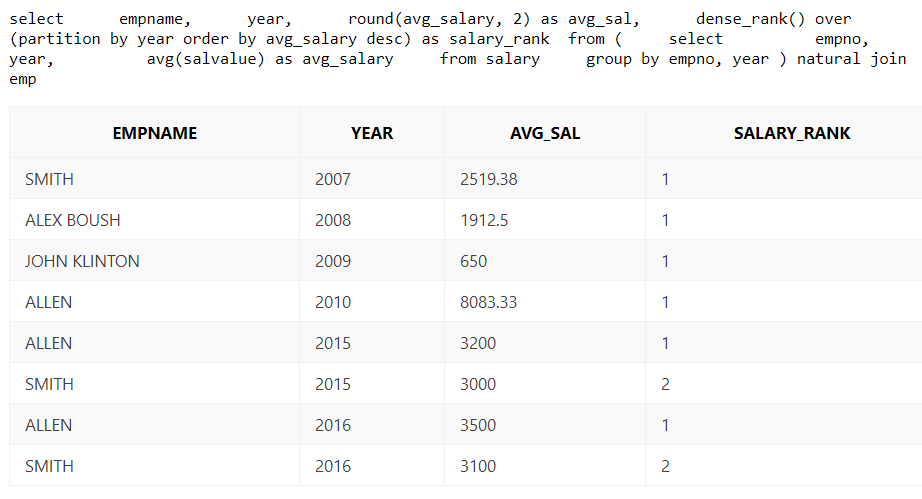 select empname, year, round(avg_salary, 2) as avg_sal, dense_rank() over
(partition by year order by avg_salary desc) as salary_rank from ( select empno,
year, avg(salvalue) as avg_salary from salary group by empno, year ) natural join
emp
EMPNAME YEAR AVG_SAL SALARY_RANK
SMITH 2007 2519.38 1
ALEX BOUSH 2008 1912.5 1
JOHN KLINTON 2009 650 1
ALLEN 2010 8083.33 1
ALLEN 2015 3200 1
SMITH 2015 3000 2
ALLEN 2016 3500 1
SMITH 2016 3100 2